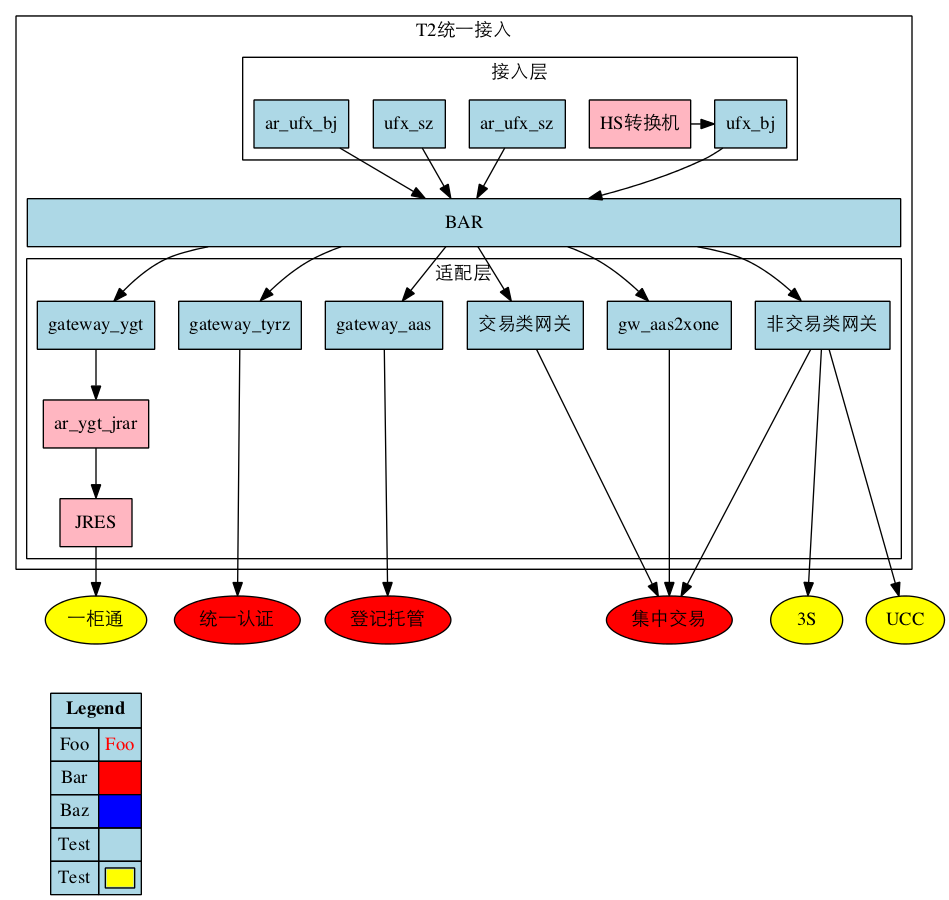 T2统一接入
接入层
ar_ufx_bj
ufx_sz
ar_ufx_sz
HS转换机
ufx_bj
BAR
适配层
gateway_ygt
gateway_tyrz
gateway_aas
交易类网关
gw_aas2xone
非交易类网关
ar_ygt_jrar
JRES
一柜通
统一认证
登记托管
集中交易
3S
UCC
Legend
Foo Foo
Bar
Baz
Test
Test